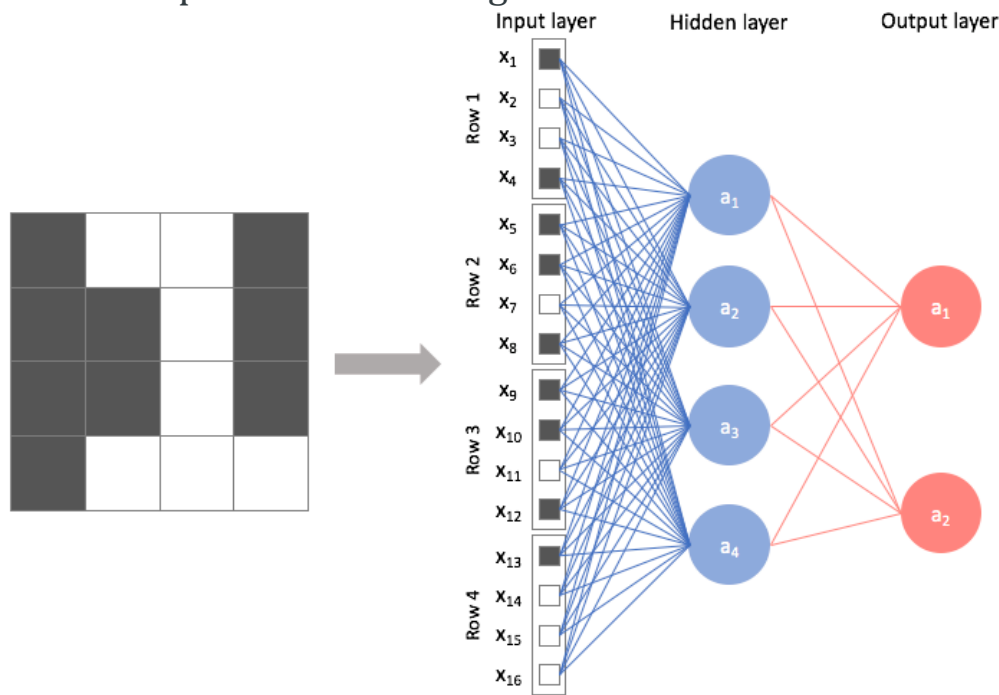 Input layer
Hidden layer
Output layer
Row 1
x1
x2
x3
x4
Row 2
x5
x6
x7
x8
Row 3
x9
x10
x11
x12
Row 4
x13
x14
x15
x16
a1
a2
a3
a4
a1
a2